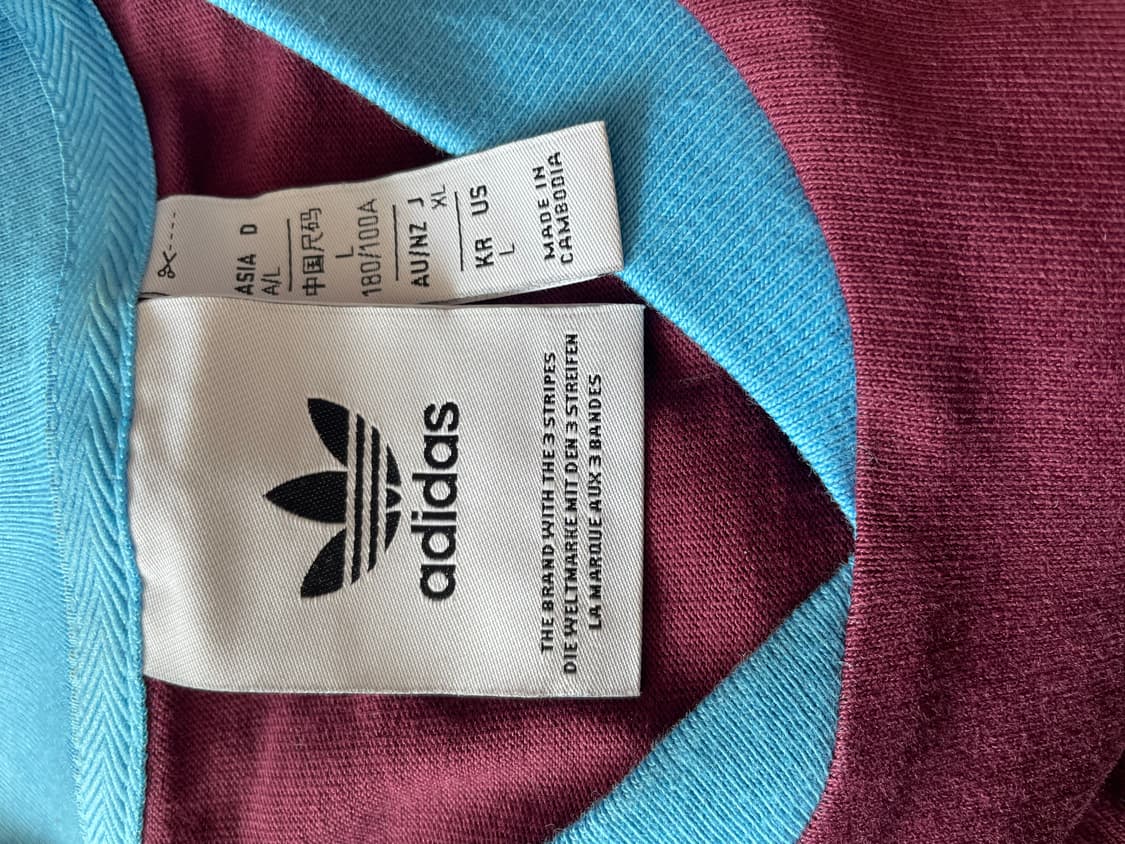 adidas
THE BRAND WITH THE 3 STRIPES
DIE WELTMARKE MIT DEN 3 STREIFEN
LA MARQUE AUX 3 BANDES
ASIA D
A/L
中国尺码
L
180/100A
AU/NZ J
XL
KR US
L
MADE IN
CAMBODIA